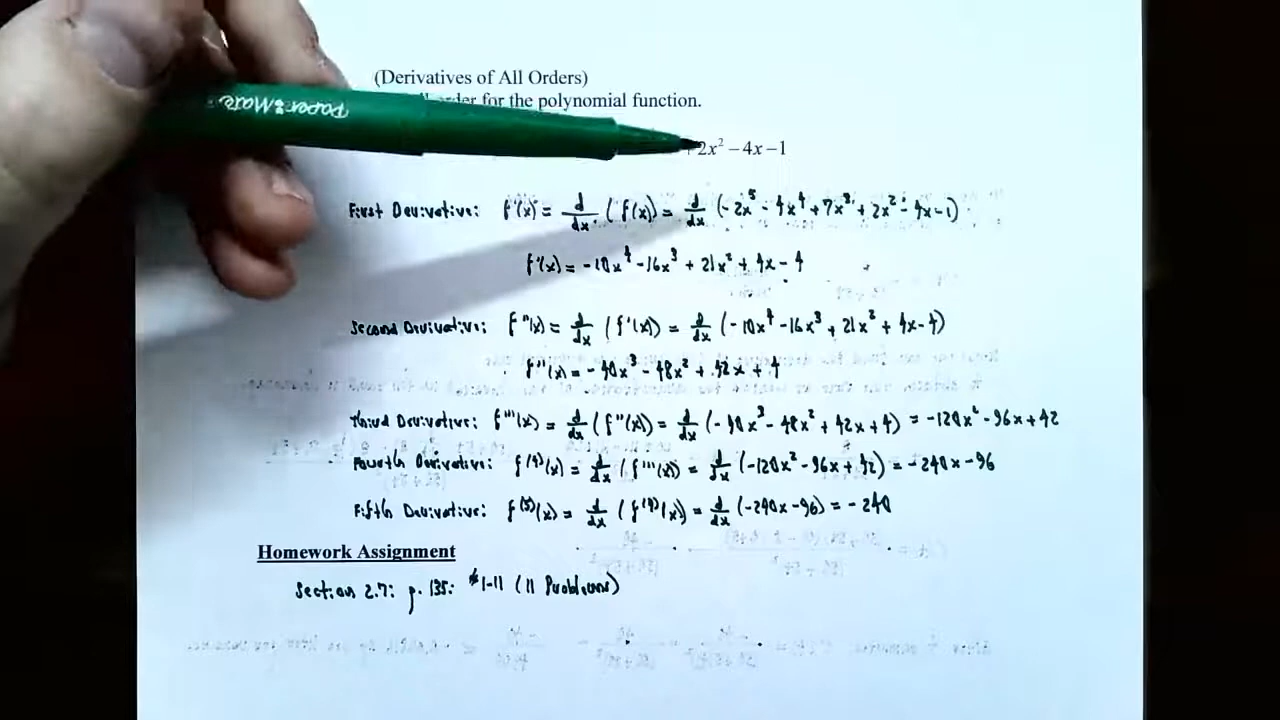 (Derivatives of All Orders)
order for the polynomial function.
Paper Mate
2x² − 4x − 1
First Derivative: f'(x) = d/dx (f(x)) = d/dx (-2x⁵ - 4x⁴ + 7x³ + 2x² - 4x - 1)
f'(x) = -10x⁴ - 16x³ + 21x² + 4x - 4
Second Derivative: f''(x) = d/dx (f'(x)) = d/dx (-10x⁴ - 16x³ + 21x² + 4x - 4)
f''(x) = -40x³ - 48x² + 42x + 4
Third Derivative: f'''(x) = d/dx (f''(x)) = d/dx (-40x³ - 48x² + 42x + 4) = -120x² - 96x + 42
Fourth Derivative: f⁽⁴⁾(x) = d/dx (f'''(x)) = d/dx (-120x² - 96x + 42) = -240x - 96
Fifth Derivative: f⁽⁵⁾(x) = d/dx (f⁽⁴⁾(x)) = d/dx (-240x - 96) = -240
Homework Assignment
Section 2.7: p. 135: #1-11 (11 Problems)